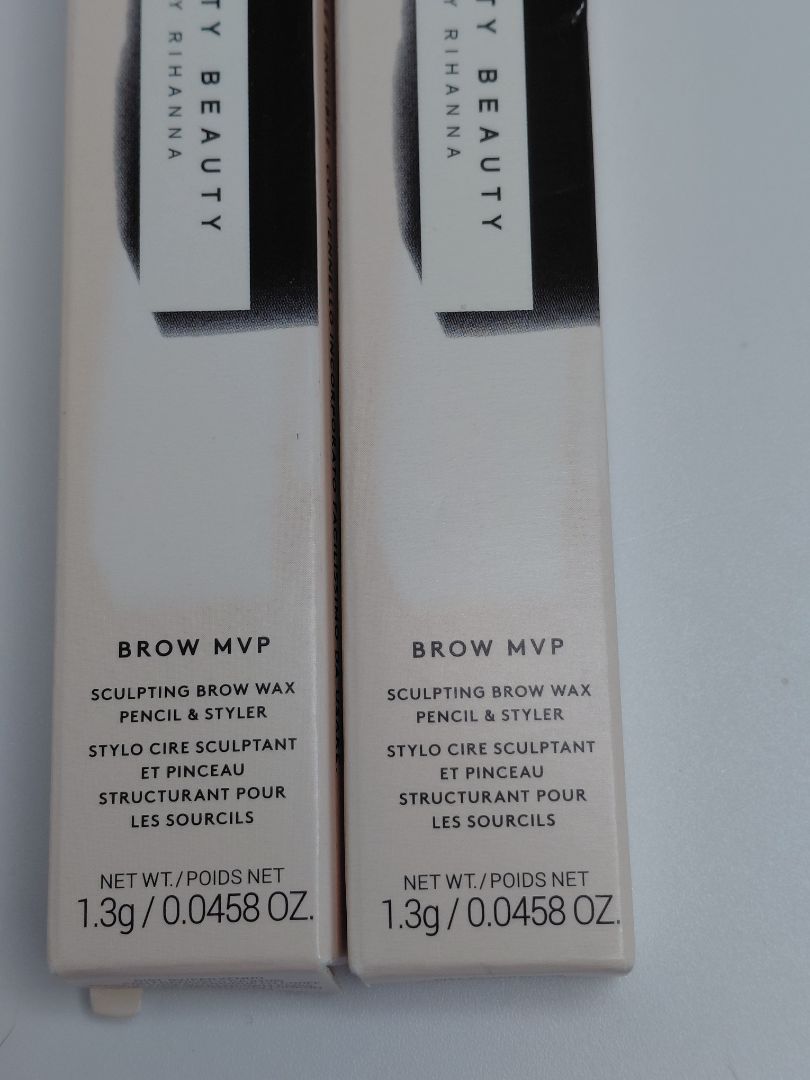 TY BEAUTY
Y RIHANNA
BROW MVP
SCULPTING BROW WAX
PENCIL & STYLER
STYLO CIRE SCULPTANT
ET PINCEAU
STRUCTURANT POUR
LES SOURCILS
NET WT./POIDS NET
1.3g / 0.0458 OZ.
TY BEAUTY
Y RIHANNA
BROW MVP
SCULPTING BROW WAX
PENCIL & STYLER
STYLO CIRE SCULPTANT
ET PINCEAU
STRUCTURANT POUR
LES SOURCILS
NET WT./POIDS NET
1.3g / 0.0458 OZ.